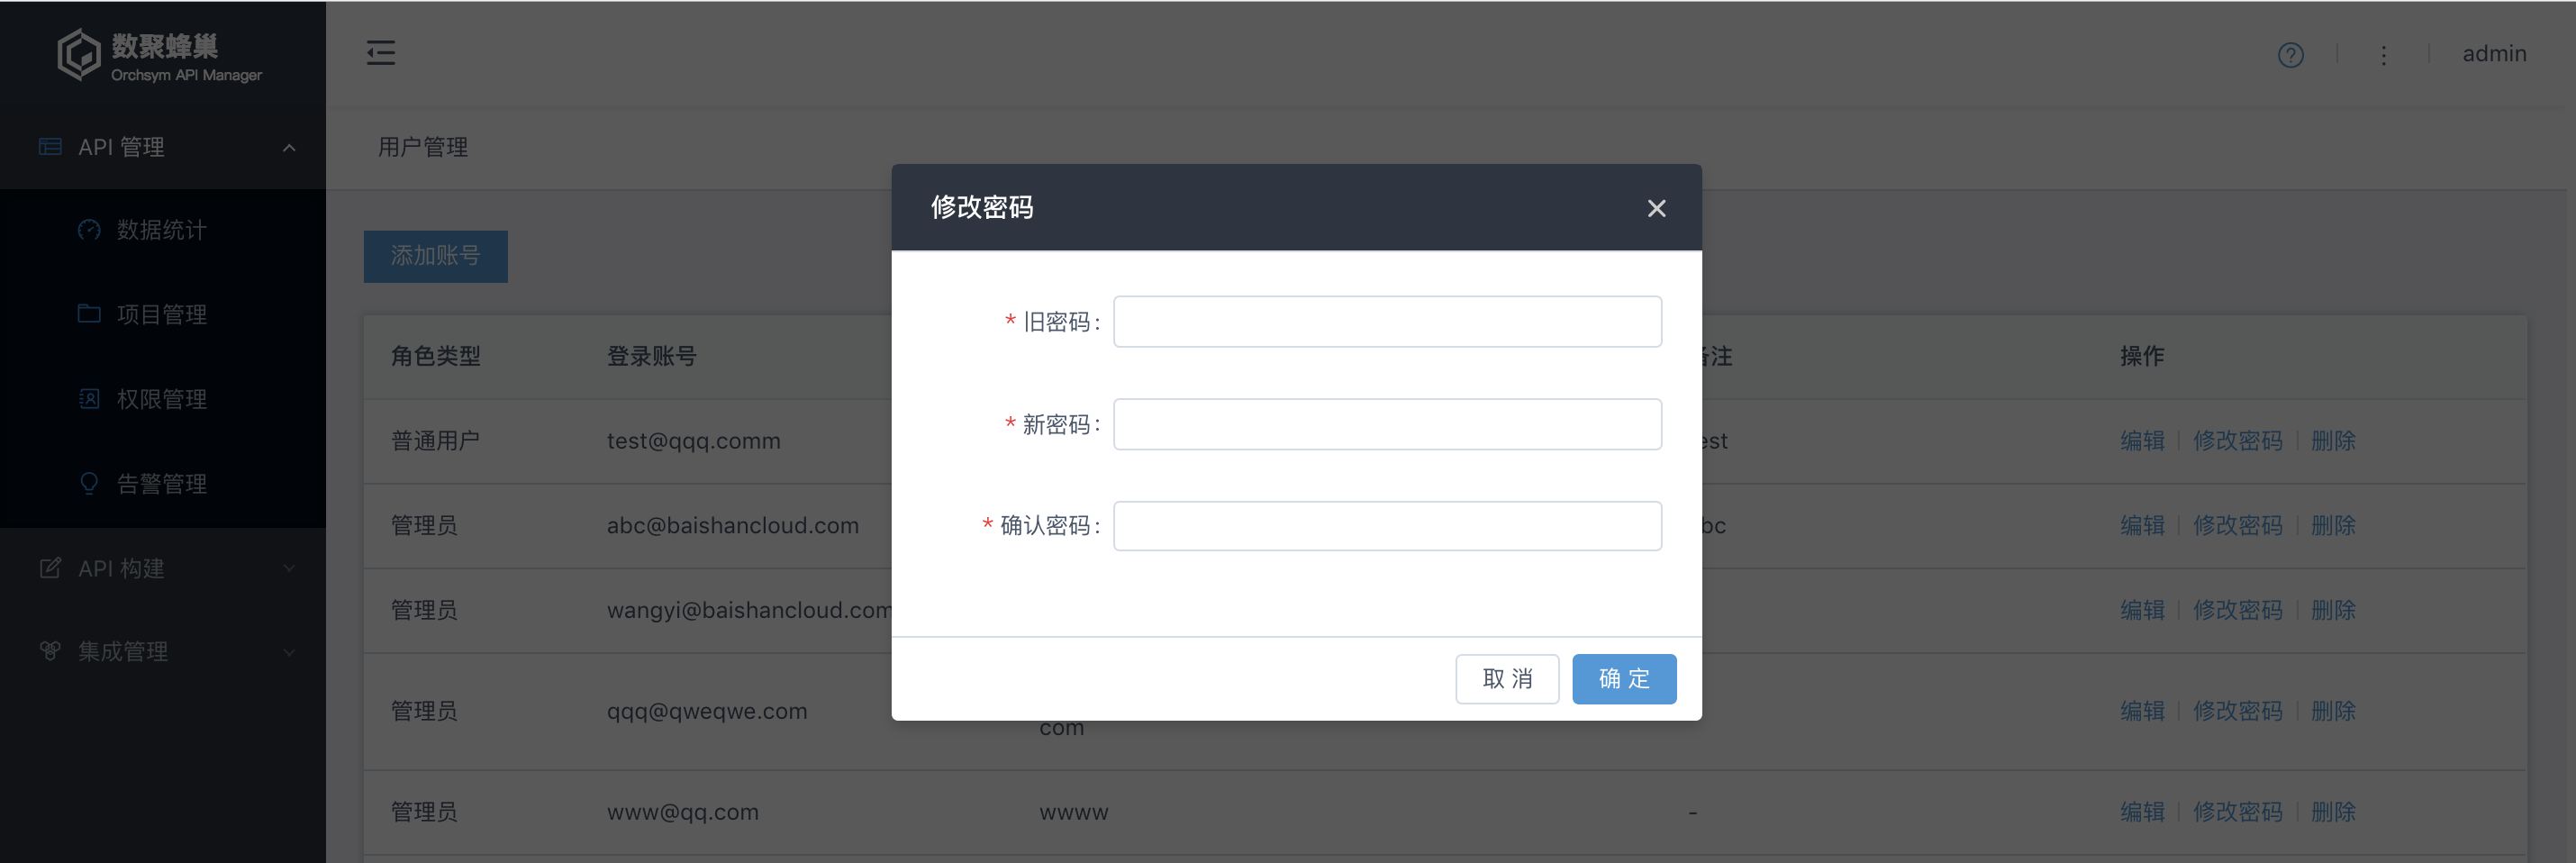 数聚蜂巢
Orchsym API Manager
admin
API 管理
数据统计
项目管理
权限管理
告警管理
API 构建
集成管理
用户管理
添加账号
修改密码
* 旧密码:
* 新密码:
* 确认密码:
取 消
确 定
角色类型 登录账号 备注 操作
普通用户 test@qqq.comm est 编辑 修改密码 删除
管理员 abc@baishancloud.com bc 编辑 修改密码 删除
管理员 wangyi@baishancloud.com 编辑 修改密码 删除
管理员 qqq@qweqwe.com com 编辑 修改密码 删除
管理员 www@qq.com wwww - 编辑 修改密码 删除